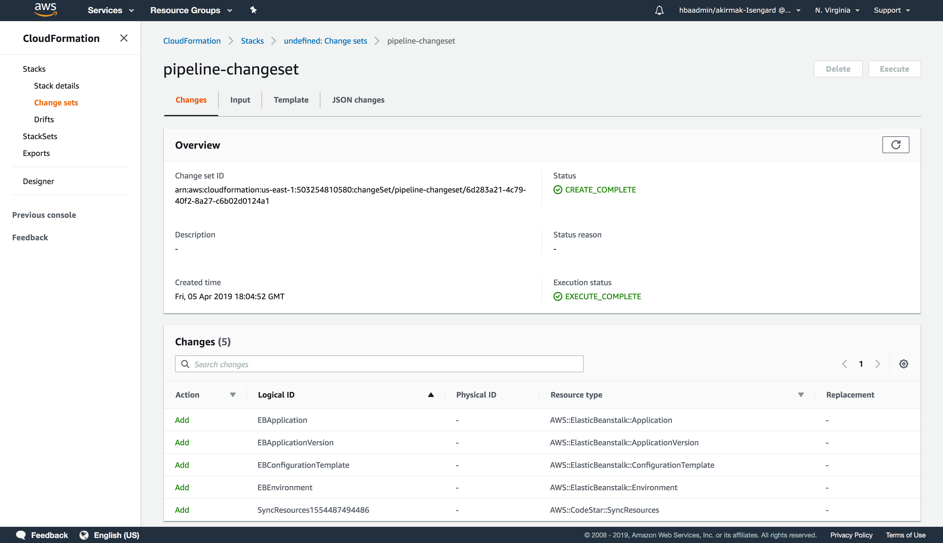 aws Services Resource Groups hbaadmin/akirmak-Isengard @... N. Virginia Support
CloudFormation
Stacks
Stack details
Change sets
Drifts
StackSets
Exports
Designer
Previous console
Feedback
CloudFormation Stacks undefined: Change sets pipeline-changeset
pipeline-changeset
Delete Execute
Changes Input Template JSON changes
Overview
Change set ID
arn:aws:cloudformation:us-east-1:503254810580:changeSet/pipeline-changeset/6d283a21-4c79-
40f2-8a27-c6b02d0124a1
Status
CREATE_COMPLETE
Description
-
Status reason
-
Created time
Fri, 05 Apr 2019 18:04:52 GMT
Execution status
EXECUTE_COMPLETE
Changes (5)
Search changes
1
Action Logical ID Physical ID Resource type Replacement
Add EBApplication - AWS::ElasticBeanstalk::Application -
Add EBApplicationVersion - AWS::ElasticBeanstalk::ApplicationVersion -
Add EBConfigurationTemplate - AWS::ElasticBeanstalk::ConfigurationTemplate -
Add EBEnvironment - AWS::ElasticBeanstalk::Environment -
Add SyncResources1554487494486 - AWS::CodeStar::SyncResources -
Feedback English (US) © 2008 - 2019, Amazon Web Services, Inc. or its affiliates. All rights reserved. Privacy Policy Terms of Use